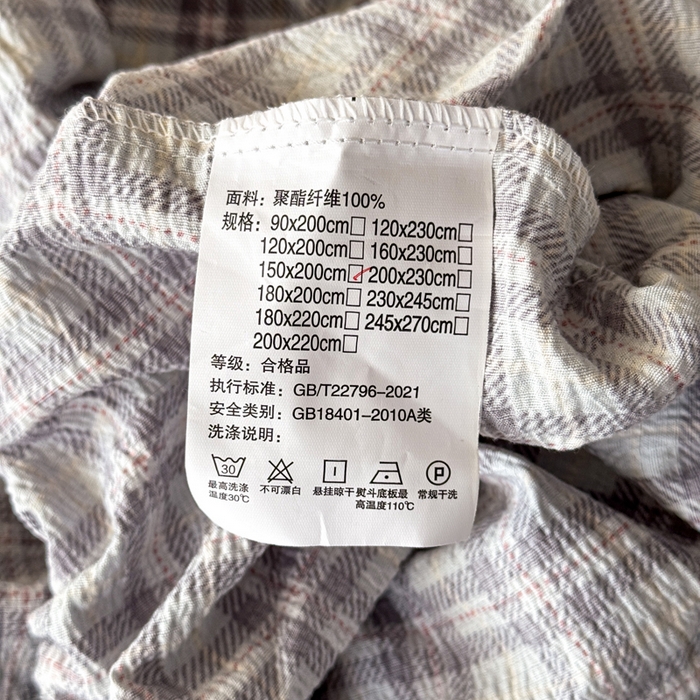 面料：聚酯纤维100%
规格：90x200cm□ 120x230cm□
120x200cm□ 160x230cm□
150x200cm☑ 200x230cm□
180x200cm□ 230x245cm□
180x220cm□ 245x270cm□
200x220cm□
等级：合格品
执行标准：GB/T22796-2021
安全类别：GB18401-2010A类
洗涤说明：
30 P
最高洗涤 不可漂白 悬挂晾干 熨斗底板最 常规干洗
温度30℃ 高温度110℃